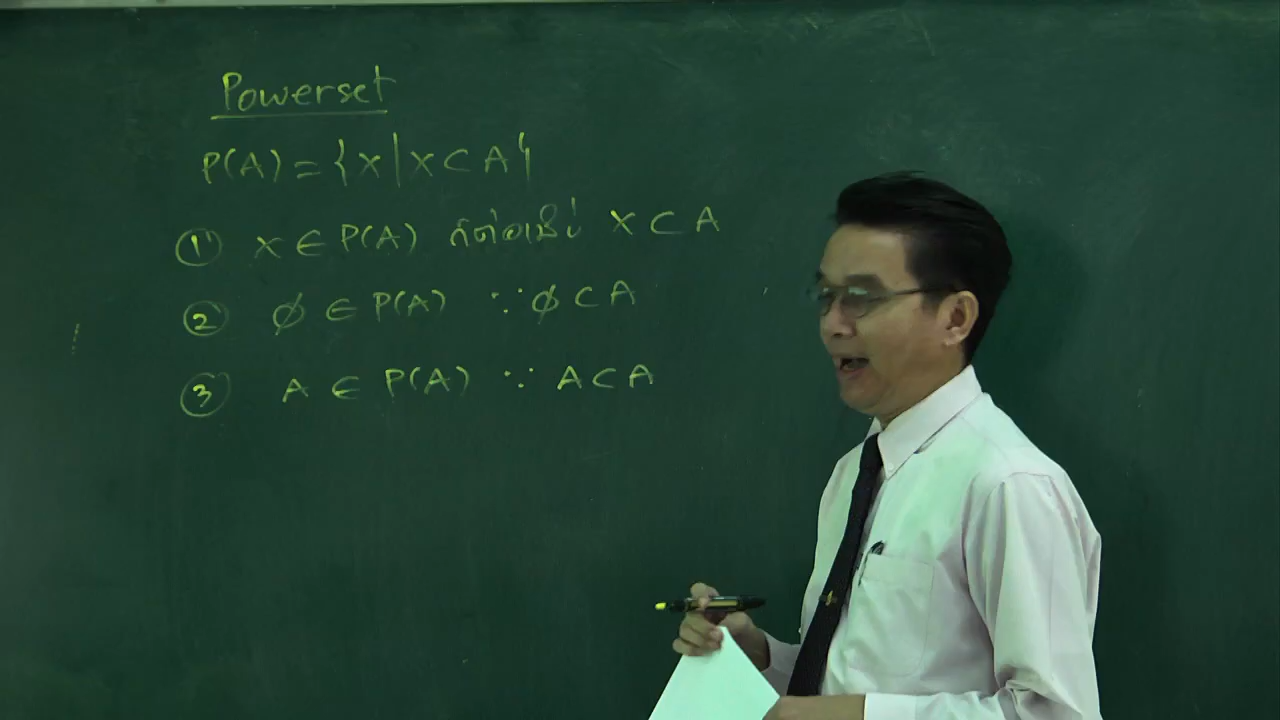 Powerset
P(A) = {x | x ⊂ A}
① x ∈ P(A) ก็ต่อเมื่อ x ⊂ A
② ∅ ∈ P(A) ∵ ∅ ⊂ A
③ A ∈ P(A) ∵ A ⊂ A